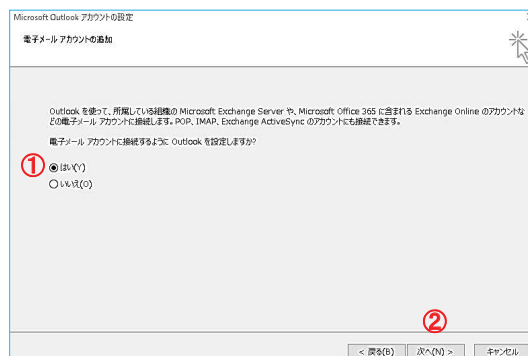 Microsoft Outlook アカウントの設定
電子メール アカウントの追加
Outlook を使って、所属している組織の Microsoft Exchange Server や、Microsoft Office 365 に含まれる Exchange Online のアカウントな
どの電子メール アカウントに接続します。POP、IMAP、Exchange ActiveSync のアカウントにも接続できます。
電子メール アカウントに接続するように Outlook を設定しますか?
① はい(Y)
いいえ(O)
②
< 戻る(B) 次へ(N) > キャンセル